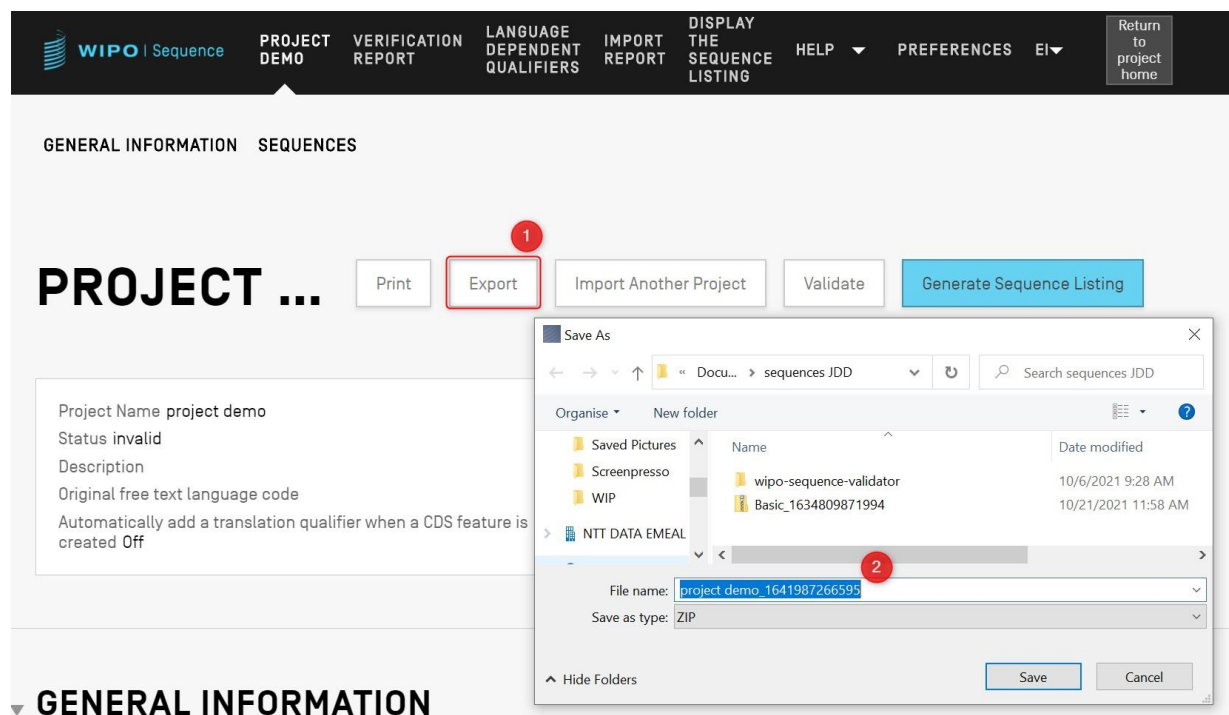 WIPO | Sequence
PROJECT DEMO
VERIFICATION REPORT
LANGUAGE DEPENDENT QUALIFIERS
IMPORT REPORT
DISPLAY THE SEQUENCE LISTING
HELP
PREFERENCES
EI
Return to project home
GENERAL INFORMATION SEQUENCES
1
PROJECT ...
Print
Export
Import Another Project
Validate
Generate Sequence Listing
Project Name project demo
Status invalid
Description
Original free text language code
Automatically add a translation qualifier when a CDS feature is
created Off
Save As
« Docu... > sequences JDD
Search sequences JDD
Organise
New folder
?
Saved Pictures
Screenpresso
WIP
NTT DATA EMEAL
Name
Date modified
wipo-sequence-validator
10/6/2021 9:28 AM
Basic_1634809871994
10/21/2021 11:58 AM
2
File name: project demo_1641987266595
Save as type: ZIP
Hide Folders
Save
Cancel
GENERAL INFORMATION